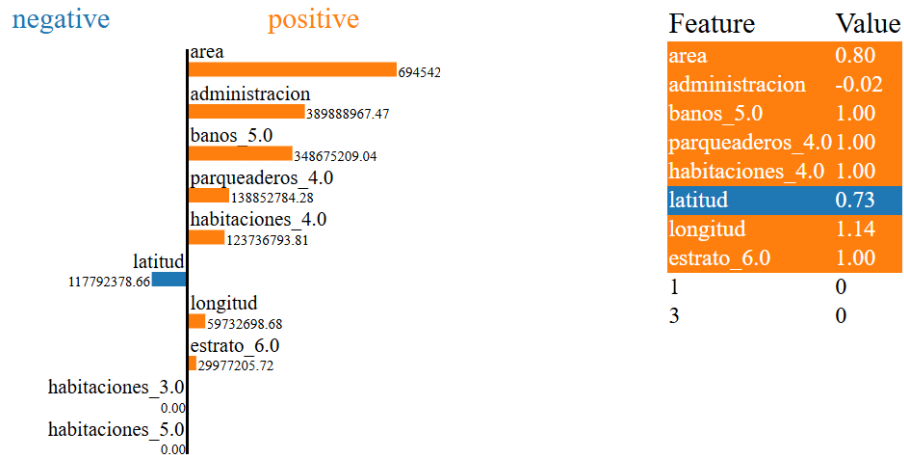 negative
positive
area
694542
administracion
389888967.47
banos_5.0
348675209.04
parqueaderos_4.0
138852784.28
habitaciones_4.0
123736793.81
latitud
117792378.66
longitud
59732698.68
estrato_6.0
29977205.72
habitaciones_3.0
0.00
habitaciones_5.0
0.00
Feature Value
area 0.80
administracion -0.02
banos_5.0 1.00
parqueaderos_4.0 1.00
habitaciones_4.0 1.00
latitud 0.73
longitud 1.14
estrato_6.0 1.00
1 0
3 0